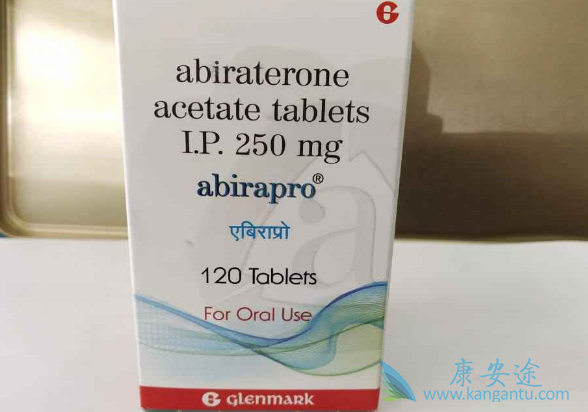 abiraterone
acetate tablets
I.P. 250 mg
abirapro®
एबिराप्रो
120 Tablets
For Oral Use
GLENMARK
康安途
www.kangantu.com